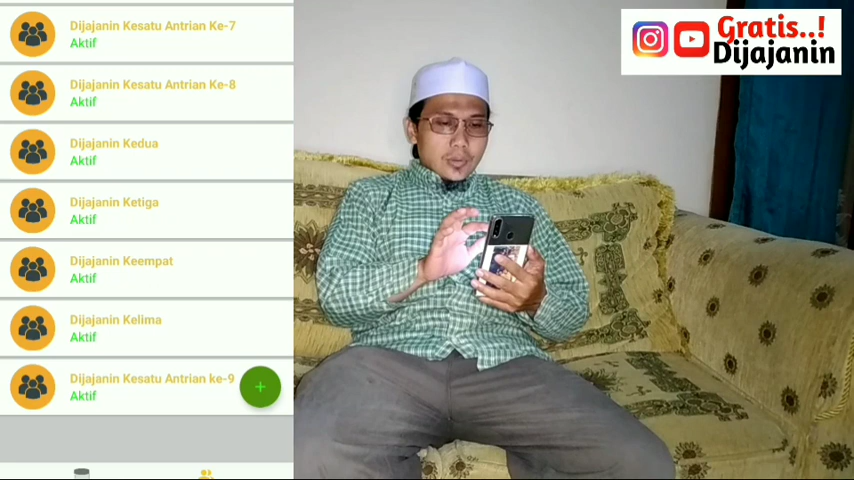 Dijajanin Kesatu Antrian Ke-7
Aktif
Dijajanin Kesatu Antrian Ke-8
Aktif
Dijajanin Kedua
Aktif
Dijajanin Ketiga
Aktif
Dijajanin Keempat
Aktif
Dijajanin Kelima
Aktif
Dijajanin Kesatu Antrian ke-9
Aktif
+
Gratis..!
Dijajanin